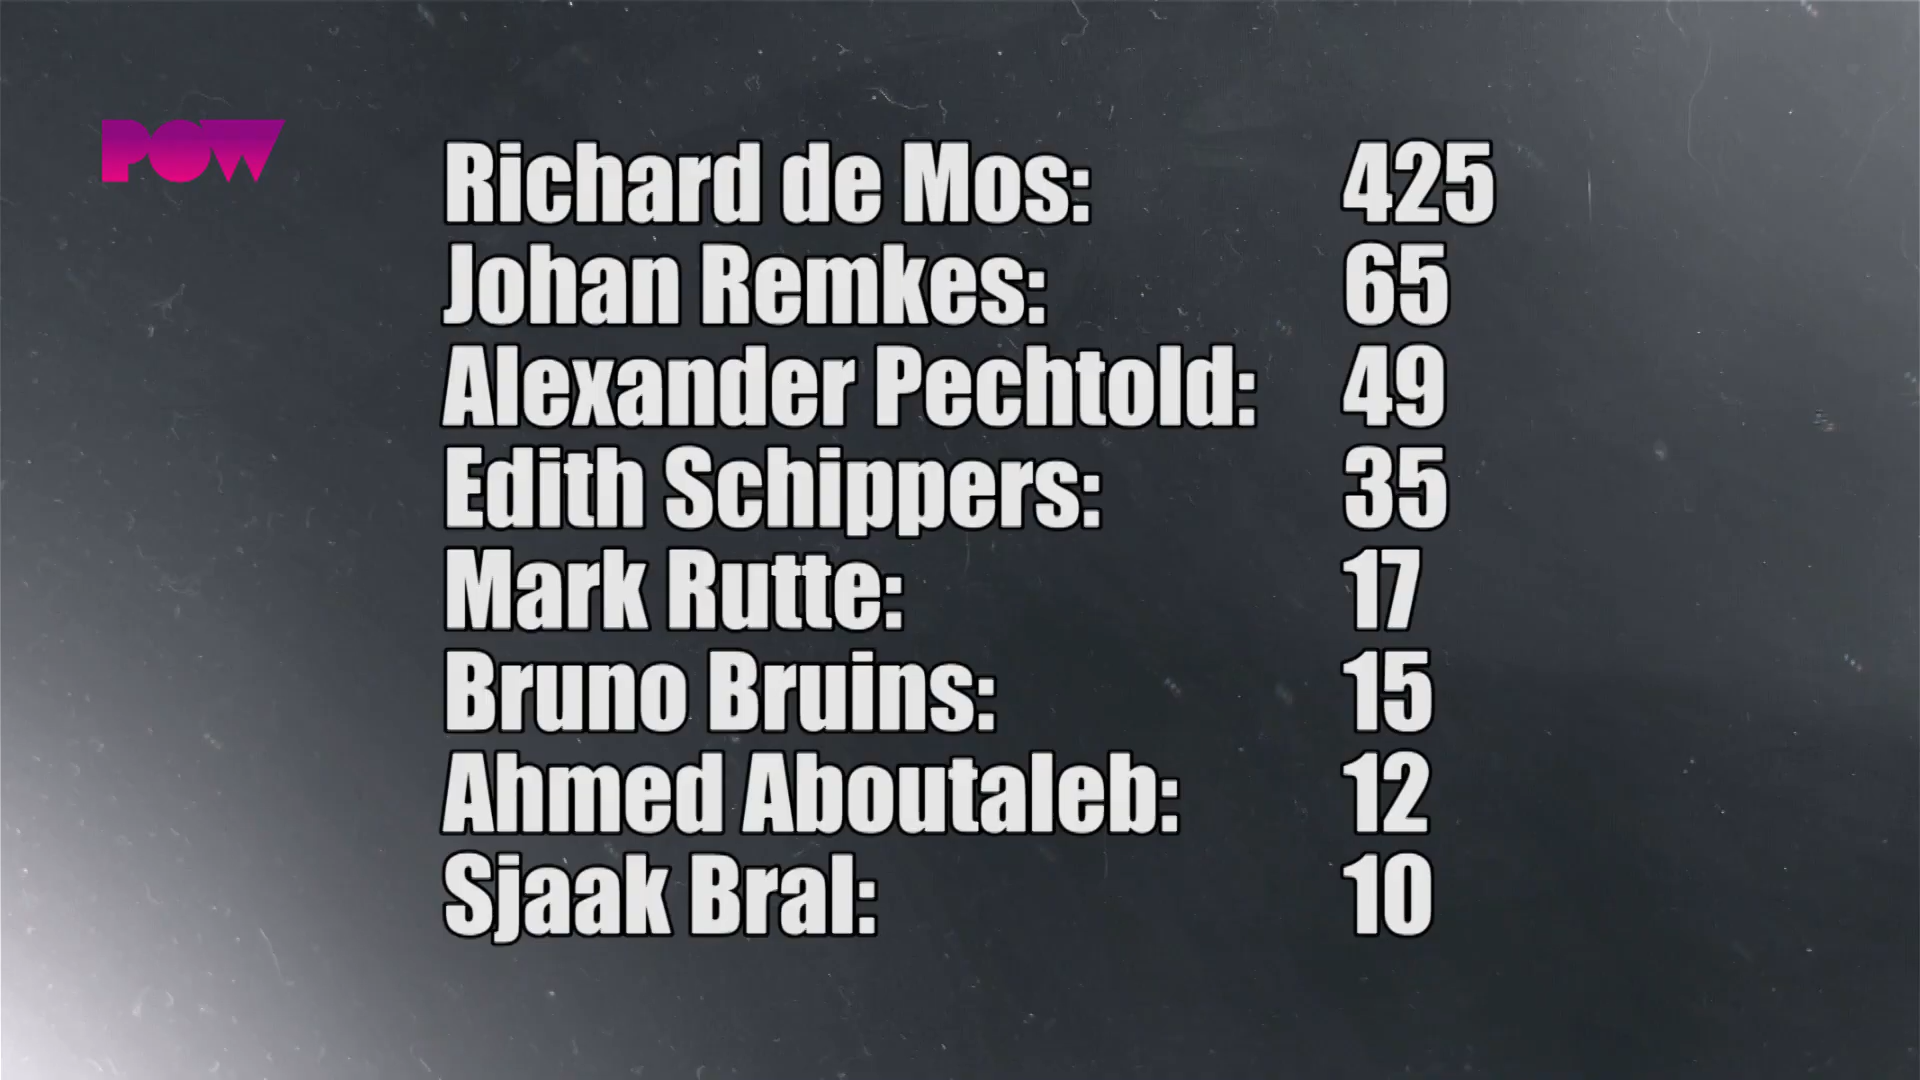 POW
Richard de Mos: 425
Johan Remkes: 65
Alexander Pechtold: 49
Edith Schippers: 35
Mark Rutte: 17
Bruno Bruins: 15
Ahmed Aboutaleb: 12
Sjaak Bral: 10